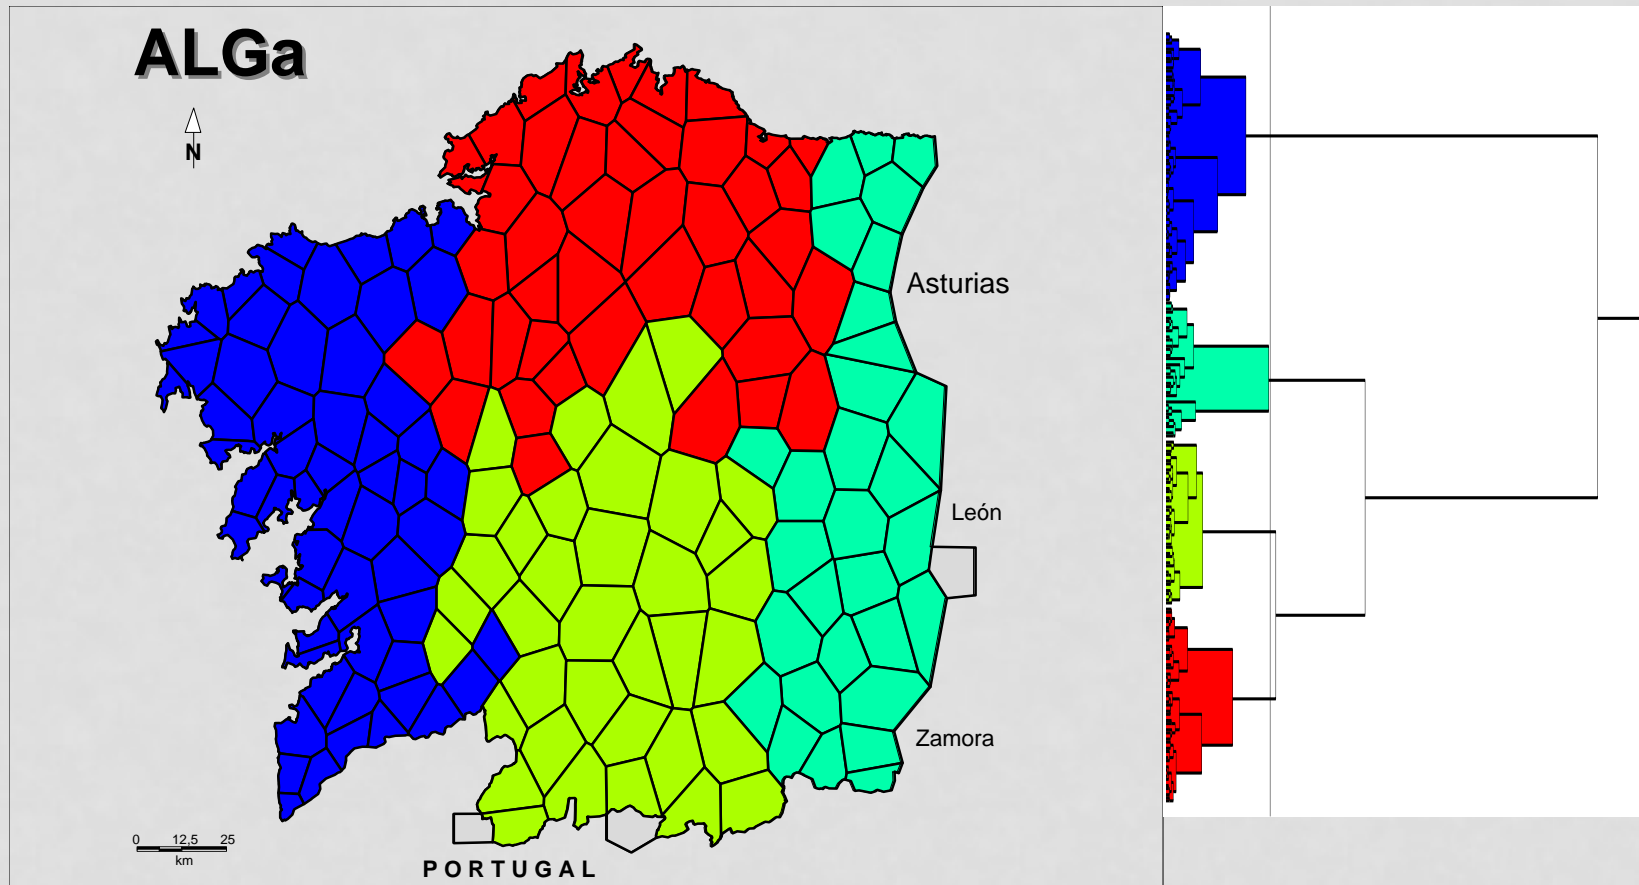 ALGa
N
Asturias
León
Zamora
0 12,5 25
km
PORTUGAL